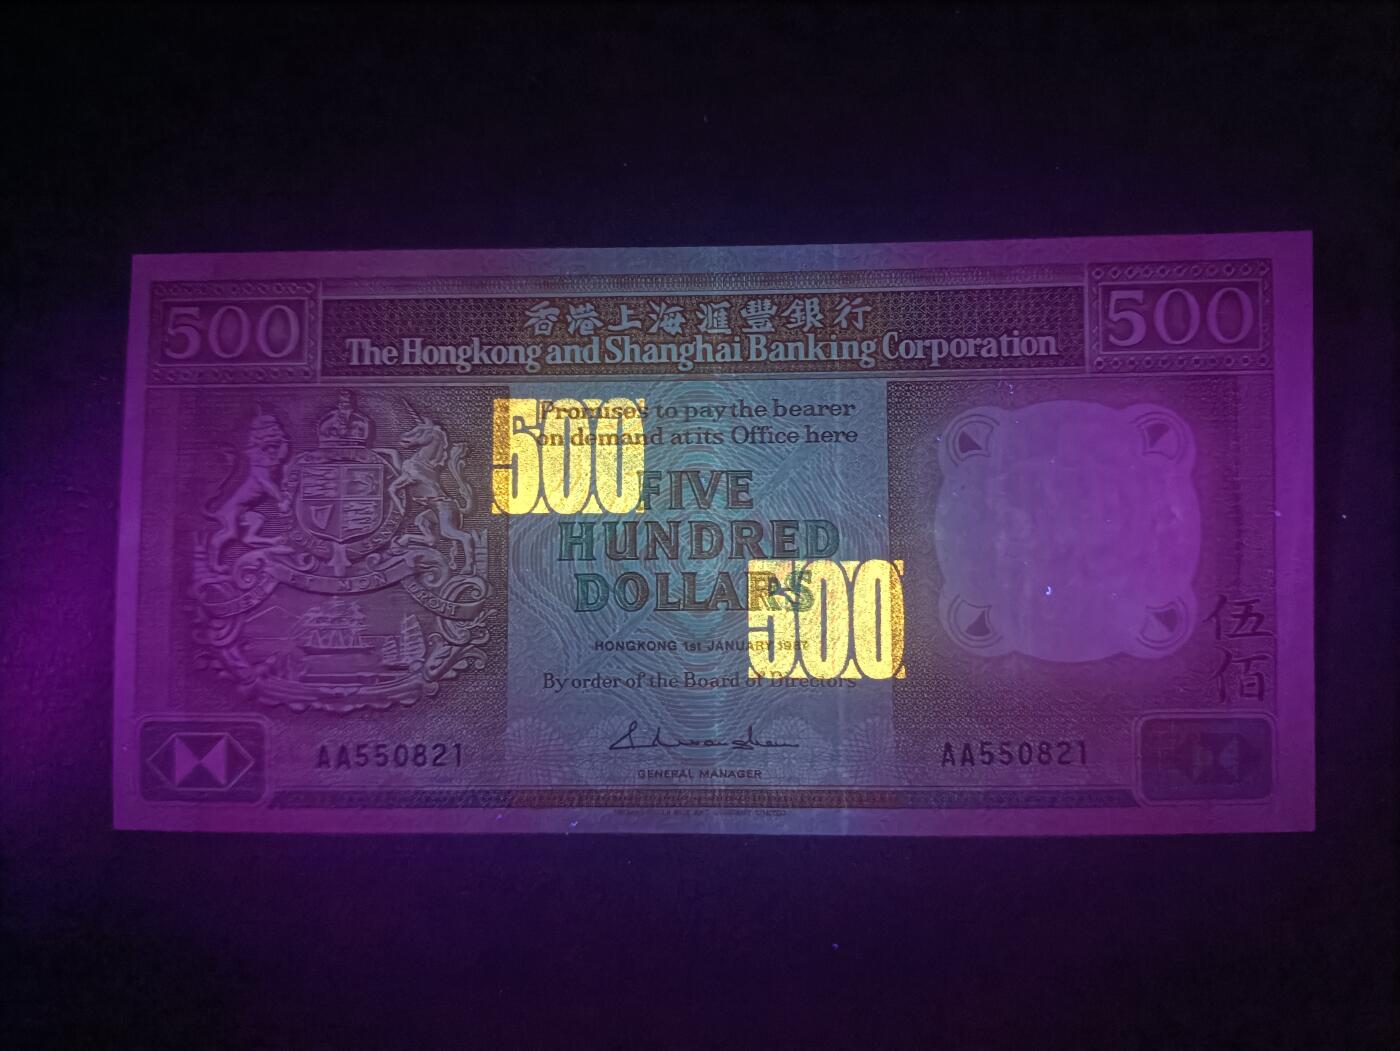 500
香港上海滙豐銀行
500
The Hongkong and Shanghai Banking Corporation
500
Promises to pay the bearer
on demand at its Office here
FIVE
HUNDRED
DOLLARS
500
HONGKONG 1st JANUARY 1987
By order of the Board of Directors
伍
佰
AA550821
AA550821
GENERAL MANAGER